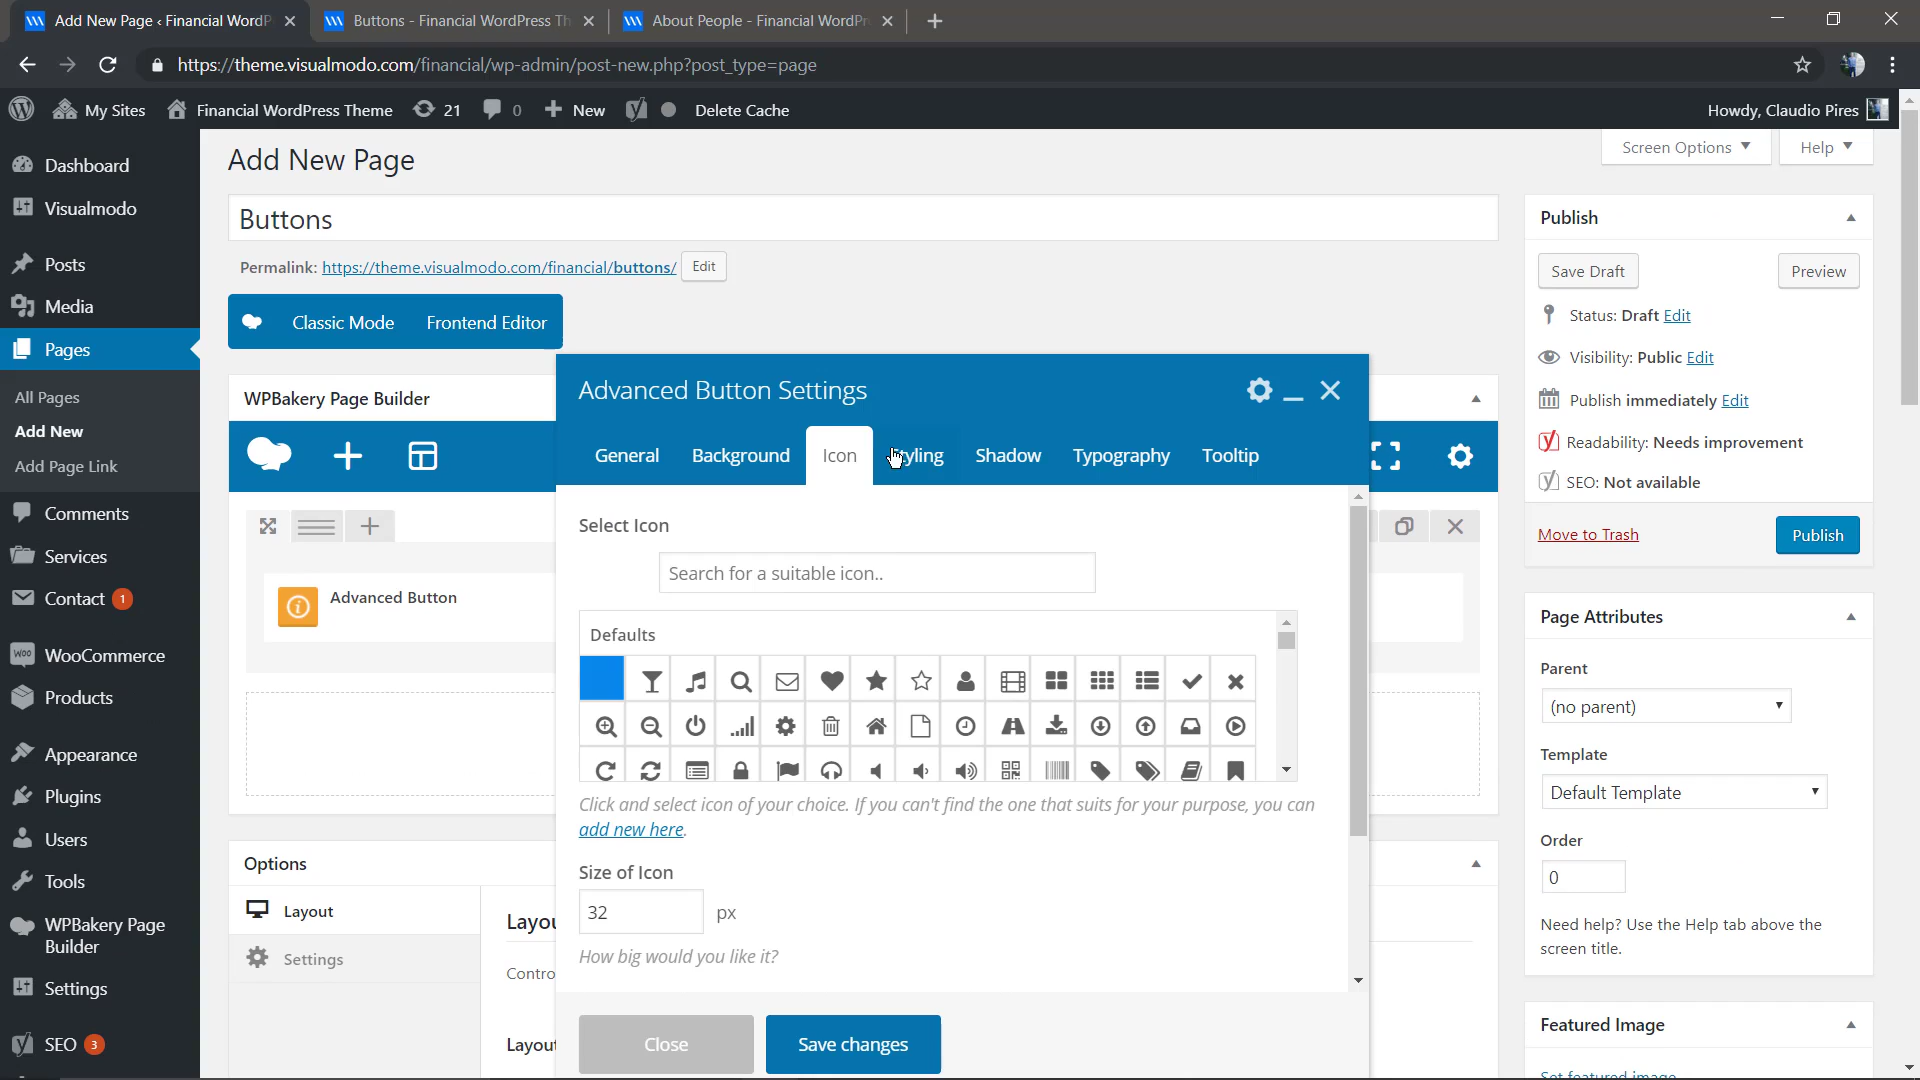 Add New Page ‹ Financial WordP
Buttons - Financial WordPress Th
About People - Financial WordPr
https://theme.visualmodo.com/financial/wp-admin/post-new.php?post_type=page
My Sites
Financial WordPress Theme
21
0
New
Delete Cache
Howdy, Claudio Pires
Dashboard
Visualmodo
Posts
Media
Pages
All Pages
Add New
Add Page Link
Comments
Services
Contact 1
WooCommerce
Products
Appearance
Plugins
Users
Tools
WPBakery Page
Builder
Settings
SEO 3
Add New Page
Screen Options
Help
Buttons
Permalink: https://theme.visualmodo.com/financial/buttons/ Edit
Classic Mode
Frontend Editor
WPBakery Page Builder
Advanced Button
Options
Layout
Settings
Layou
Contro
Layout
Advanced Button Settings
General
Background
Icon
Shadow
Typography
Tooltip
Select Icon
Search for a suitable icon..
Defaults
Click and select icon of your choice. If you can't find the one that suits for your purpose, you can
add new here.
Size of Icon
32 px
How big would you like it?
Close
Save changes
Publish
Save Draft
Preview
Status: Draft Edit
Visibility: Public Edit
Publish immediately Edit
Readability: Needs improvement
SEO: Not available
Move to Trash
Publish
Page Attributes
Parent
(no parent)
Template
Default Template
Order
0
Need help? Use the Help tab above the
screen title.
Featured Image
Set featured image